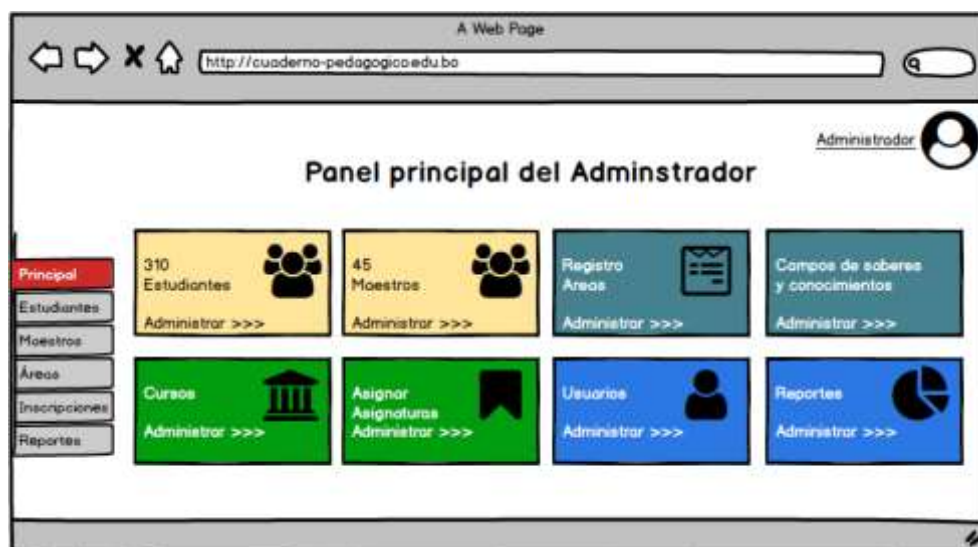 A Web Page
http://cuaderno-pedagogico.edu.bo
Administrador
Panel principal del Adminstrador
Principal
Estudiantes
Maestros
Áreas
Inscripciones
Reportes
310
Estudiantes
Administrar >>>
45
Maestros
Administrar >>>
Registro
Areas
Administrar >>>
Campos de saberes
y conocimientos
Administrar >>>
Cursos
Administrar >>>
Asignar
Asignaturas
Administrar >>>
Usuarios
Administrar >>>
Reportes
Administrar >>>